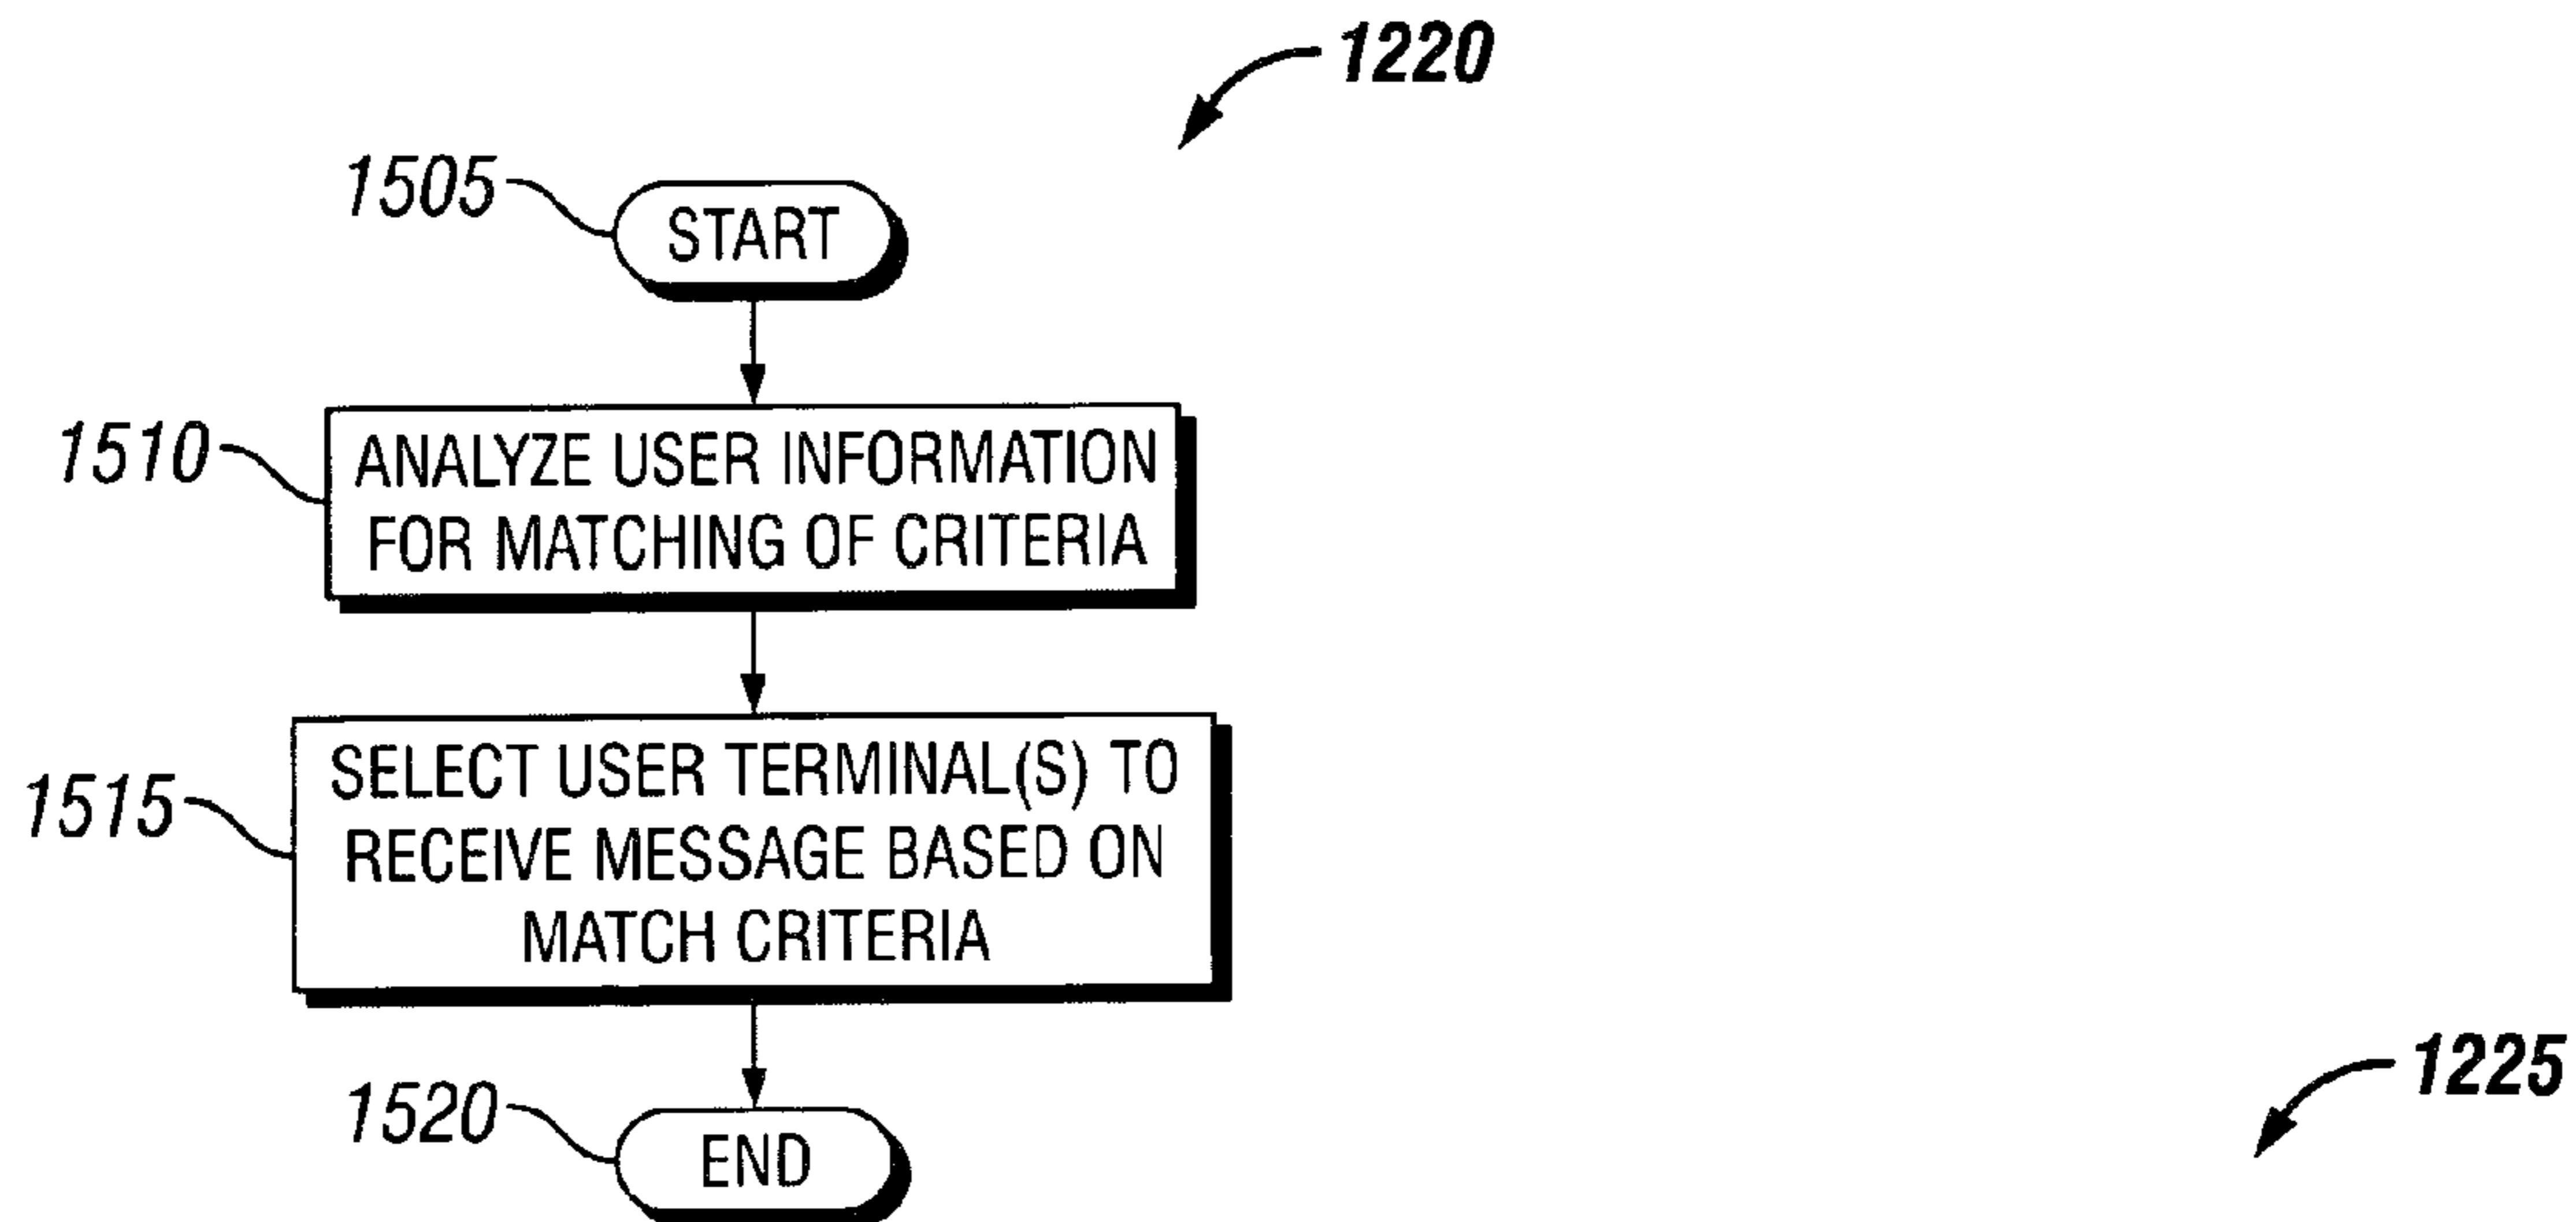 1220
1505
START
1510
ANALYZE USER INFORMATION
FOR MATCHING OF CRITERIA
1515
SELECT USER TERMINAL(S) TO
RECEIVE MESSAGE BASED ON
MATCH CRITERIA
1225
1520
END